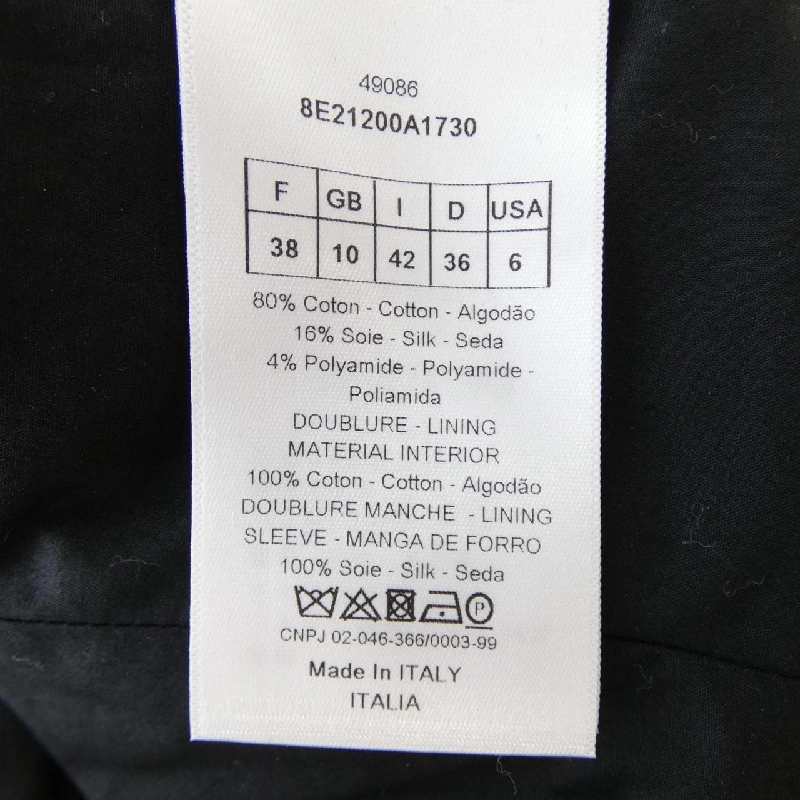 49086
8E21200A1730
F GB I D USA
38 10 42 36 6
80% Coton - Cotton - Algodão
16% Soie - Silk - Seda
4% Polyamide - Polyamide -
Poliamida
DOUBLURE - LINING
MATERIAL INTERIOR
100% Coton - Cotton - Algodão
DOUBLURE MANCHE - LINING
SLEEVE - MANGA DE FORRO
100% Soie - Silk - Seda
P
CNPJ 02-046-366/0003-99
Made In ITALY
ITALIA